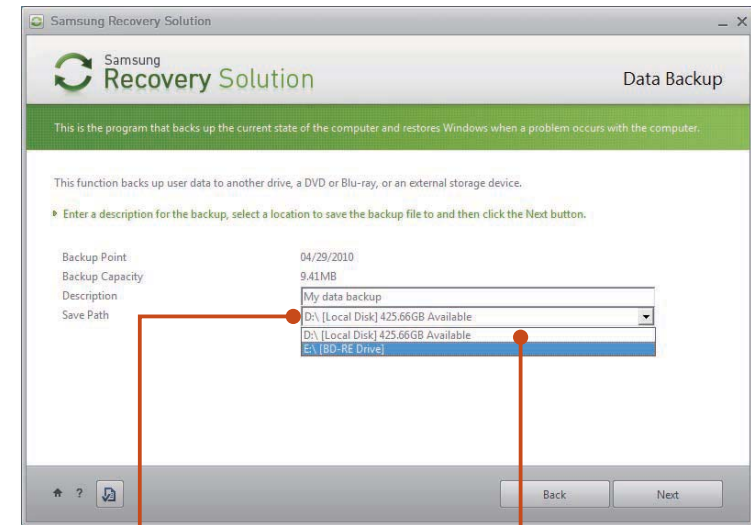 Samsung Recovery Solution
Samsung
Recovery Solution
Data Backup
This is the program that backs up the current state of the computer and restores Windows when a problem occurs with the computer.
This function backs up user data to another drive, a DVD or Blu-ray, or an external storage device.
Enter a description for the backup, select a location to save the backup file to and then click the Next button.
Backup Point 04/29/2010
Backup Capacity 9.41MB
Description My data backup
Save Path D:\ [Local Disk] 425.66GB Available
D:\ [Local Disk] 425.66GB Available
E:\ [BD-RE Drive]
? Back Next